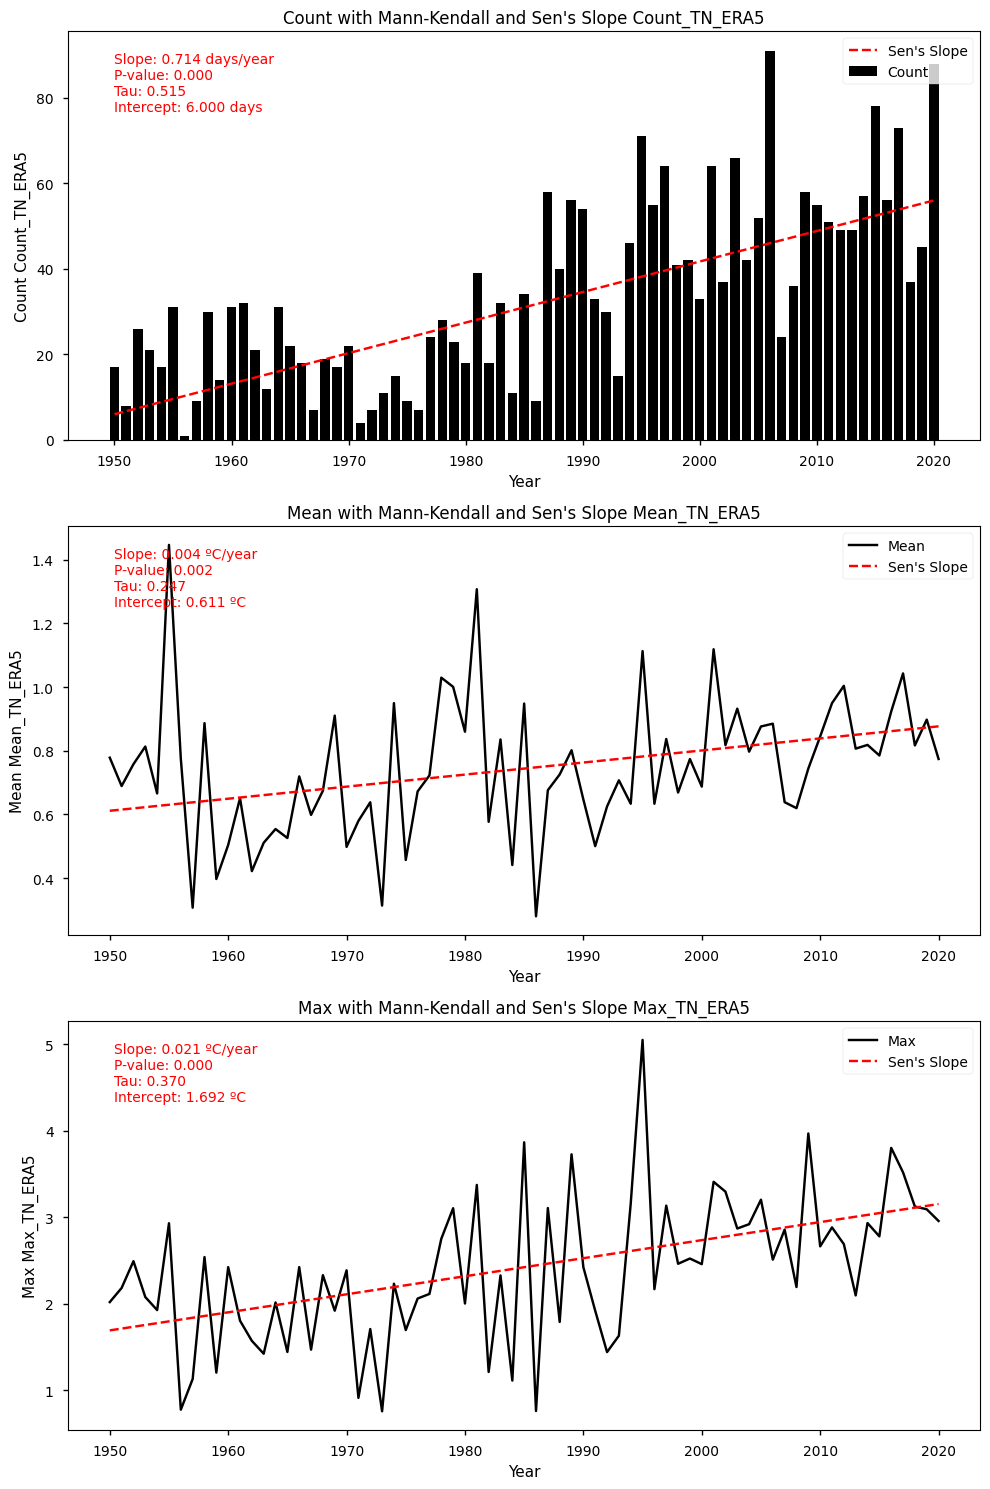 Count with Mann-Kendall and Sen's Slope Count_TN_ERA5
Slope: 0.714 days/year
P-value: 0.000
Tau: 0.515
Intercept: 6.000 days
Sen's Slope
Count
Count Count_TN_ERA5
80
60
40
20
0
1950 1960 1970 1980 1990 2000 2010 2020
Year
Mean with Mann-Kendall and Sen's Slope Mean_TN_ERA5
Slope: 0.004 ºC/year
P-value: 0.002
Tau: 0.247
Intercept: 0.611 ºC
Mean
Sen's Slope
Mean Mean_TN_ERA5
1.4
1.2
1.0
0.8
0.6
0.4
1950 1960 1970 1980 1990 2000 2010 2020
Year
Max with Mann-Kendall and Sen's Slope Max_TN_ERA5
Slope: 0.021 ºC/year
P-value: 0.000
Tau: 0.370
Intercept: 1.692 ºC
Max
Sen's Slope
Max Max_TN_ERA5
5
4
3
2
1
1950 1960 1970 1980 1990 2000 2010 2020
Year